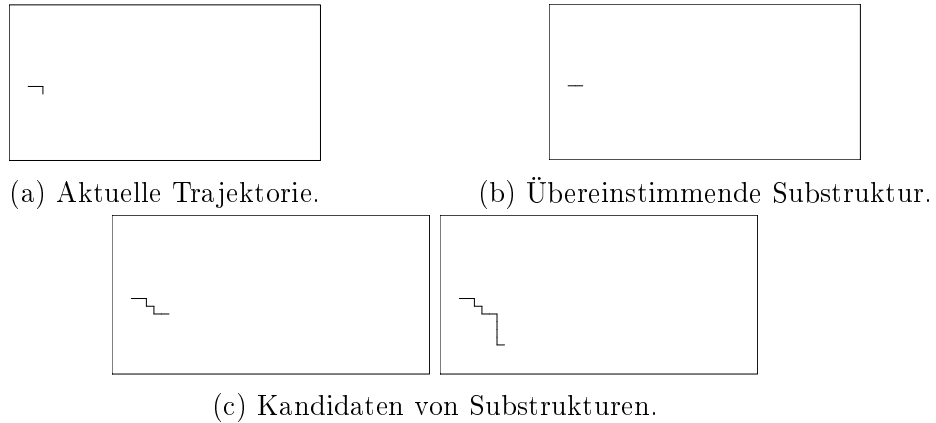 (a) Aktuelle Trajektorie.
(b) Übereinstimmende Substruktur.
(c) Kandidaten von Substrukturen.